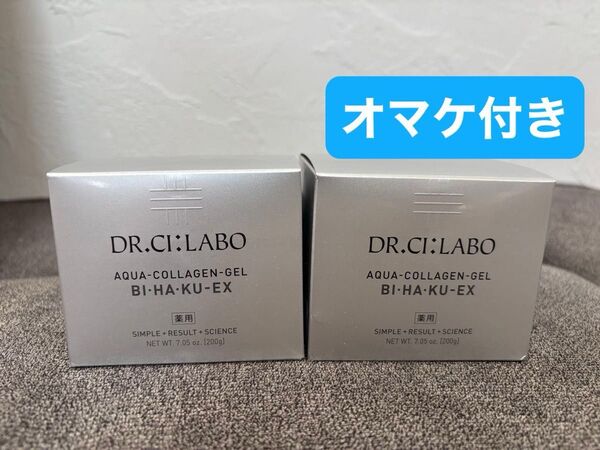 オマケ付き
DR.CI:LABO
AQUA-COLLAGEN-GEL
BI・HA・KU-EX
薬用
SIMPLE+RESULT+SCIENCE
NET WT. 7.05 oz. [200g]
DR.CI:LABO
AQUA-COLLAGEN-GEL
BI・HA・KU-EX
薬用
SIMPLE+RESULT+SCIENCE
NET WT. 7.05 oz. [200g]